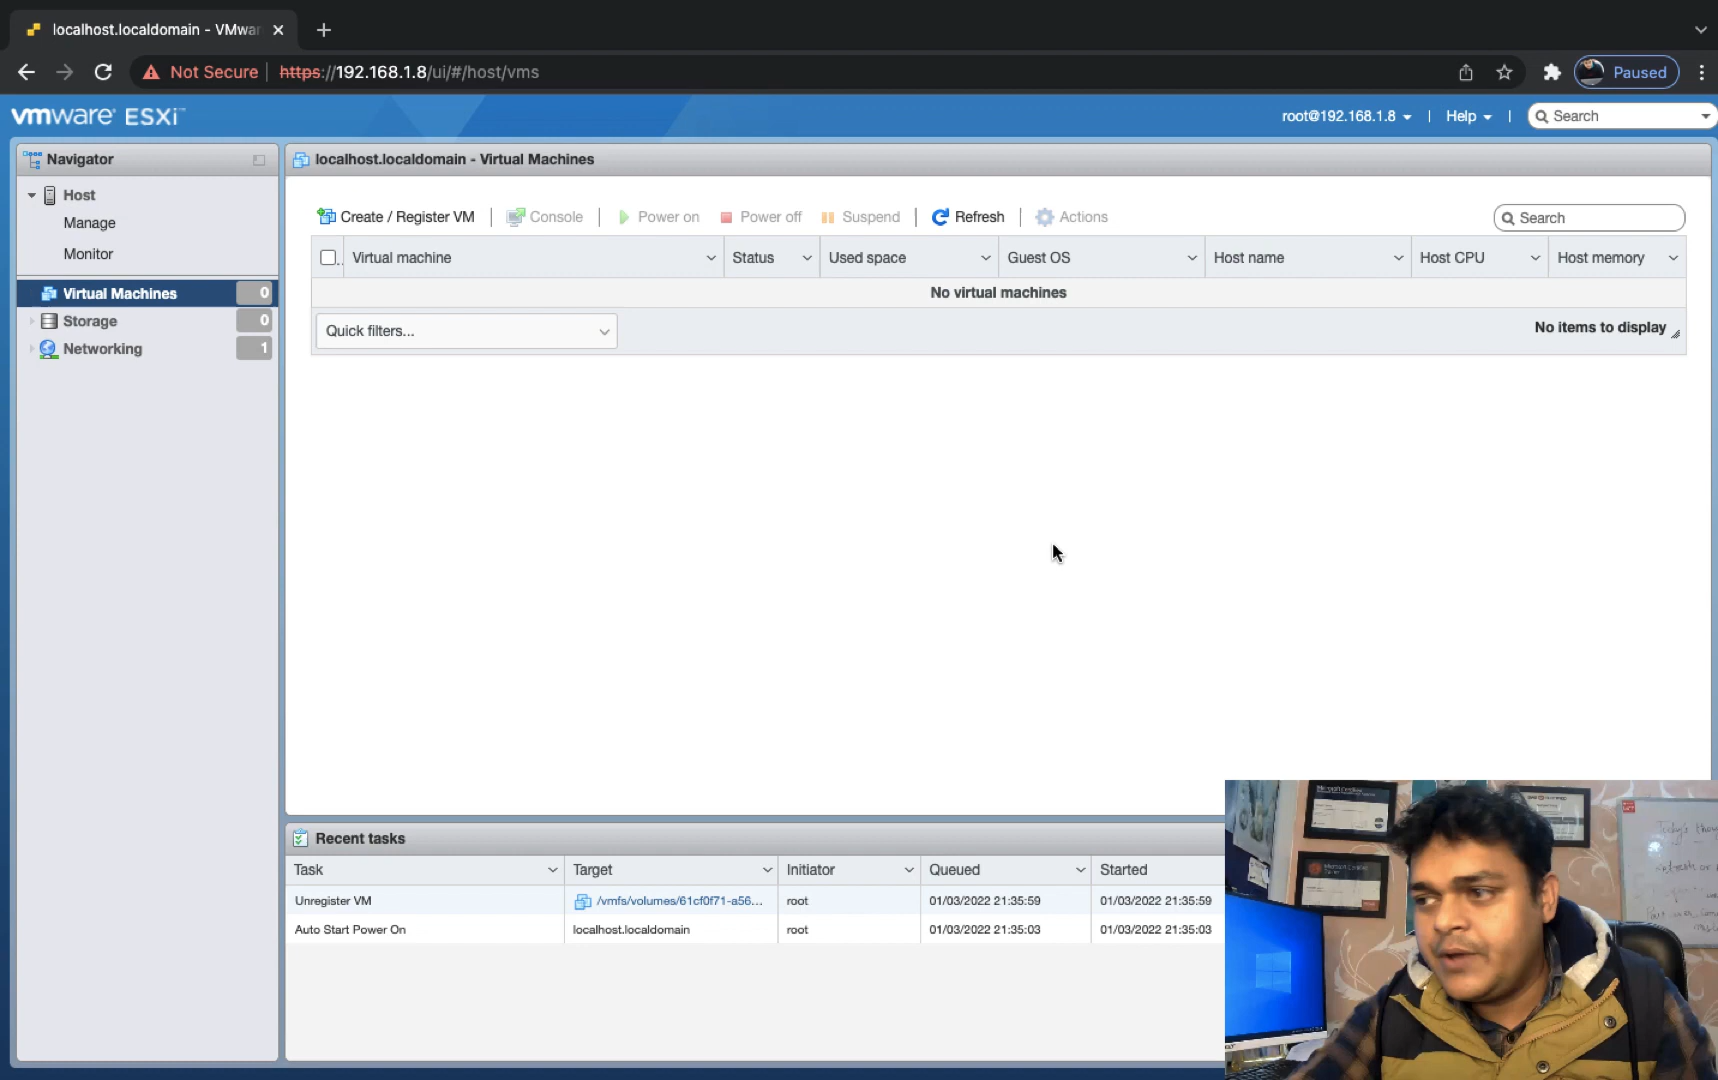 localhost.localdomain - VMwar
Not Secure https://192.168.1.8/ui/#/host/vms Paused
vmware ESXi root@192.168.1.8 | Help | Search
Navigator
Host
Manage
Monitor
Virtual Machines 0
Storage 0
Networking 1
localhost.localdomain - Virtual Machines
Create / Register VM | Console | Power on Power off Suspend | Refresh | Actions Search
Virtual machine Status Used space Guest OS Host name Host CPU Host memory
No virtual machines
Quick filters... No items to display
Recent tasks
Task Target Initiator Queued Started
Unregister VM /vmfs/volumes/61cf0f71-a56... root 01/03/2022 21:35:59 01/03/2022 21:35:59
Auto Start Power On localhost.localdomain root 01/03/2022 21:35:03 01/03/2022 21:35:03